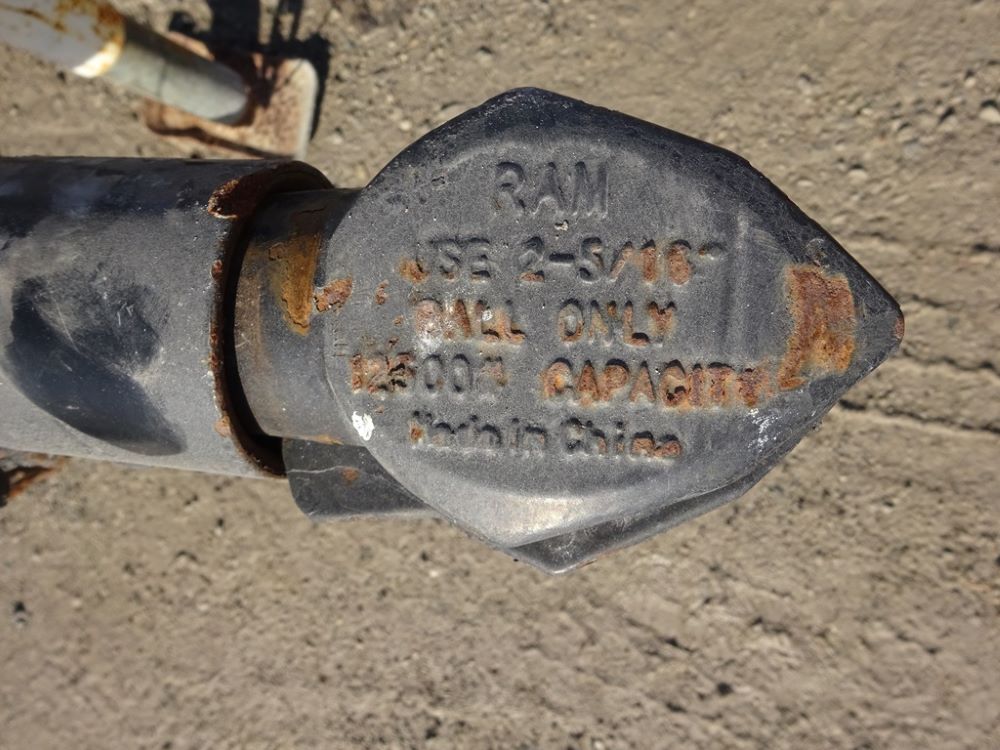 RAM
USE 2-5/16"
BALL ONLY
12500# CAPACITY
Made in China